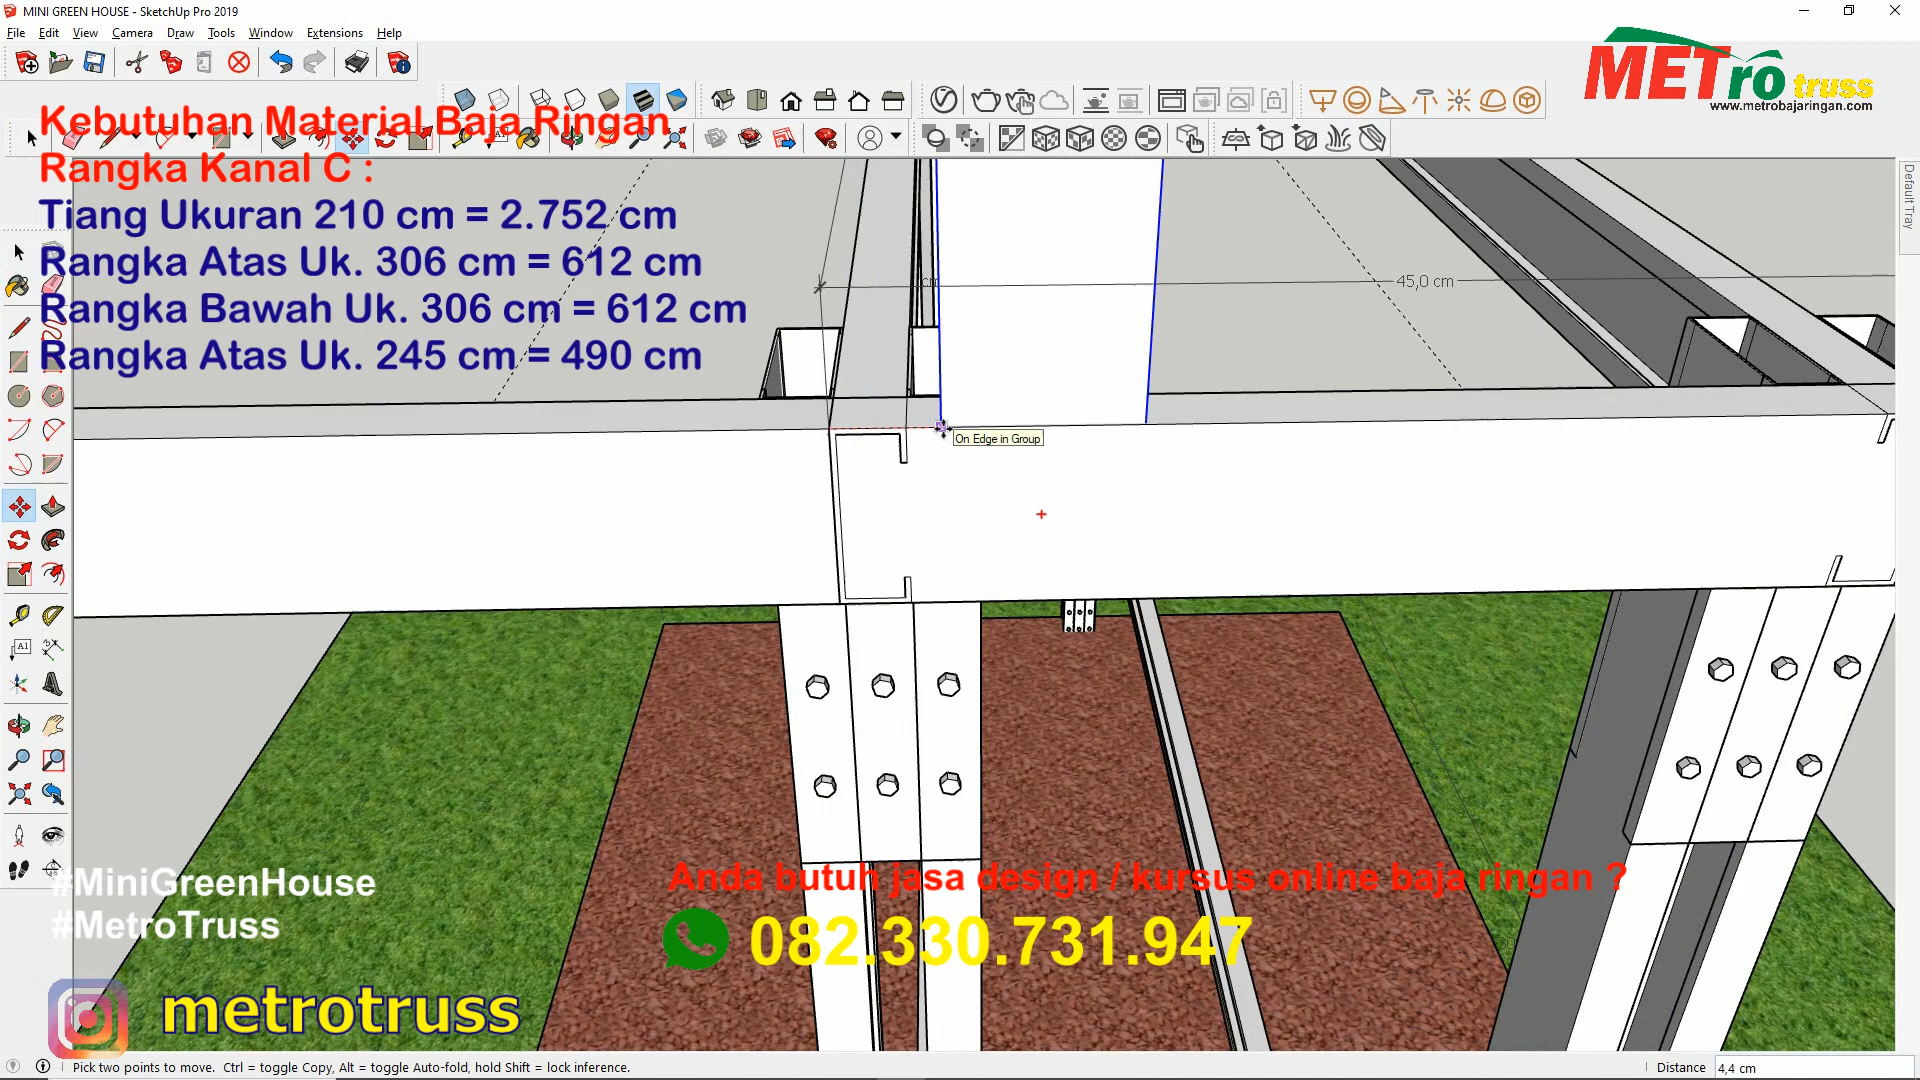 MINI GREEN HOUSE - SketchUp Pro 2019
File Edit View Camera Draw Tools Window Extensions Help
METro truss
www.metrobajaringan.com
Kebutuhan Material Baja Ringan
Rangka Kanal C :
Tiang Ukuran 210 cm = 2.752 cm
Rangka Atas Uk. 306 cm = 612 cm
Rangka Bawah Uk. 306 cm = 612 cm
Rangka Atas Uk. 245 cm = 490 cm
Default Tray
cm
45,0 cm
On Edge in Group
A1
A1
#MiniGreenHouse
#MetroTruss
Anda butuh jasa design / kursus online baja ringan ?
082.330.731.947
metrotruss
Pick two points to move. Ctrl = toggle Copy, Alt = toggle Auto-fold, hold Shift = lock inference.
Distance 4,4 cm